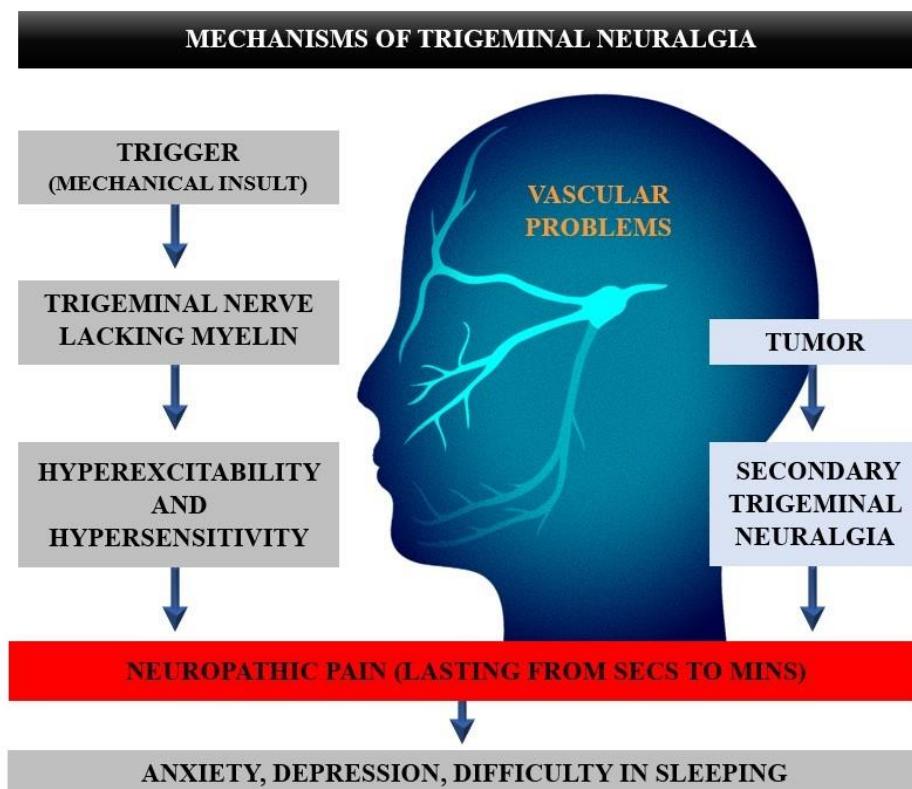 MECHANISMS OF TRIGEMINAL NEURALGIA
TRIGGER
(MECHANICAL INSULT)
TRIGEMINAL NERVE
LACKING MYELIN
HYPEREXCITABILITY
AND
HYPERSENSITIVITY
VASCULAR
PROBLEMS
TUMOR
SECONDARY
TRIGEMINAL
NEURALGIA
NEUROPATHIC PAIN (LASTING FROM SECS TO MINS)
ANXIETY, DEPRESSION, DIFFICULTY IN SLEEPING